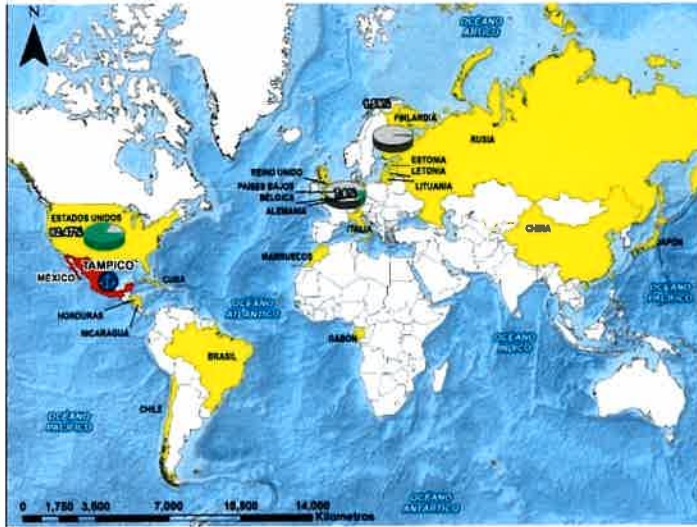 N
OCÉANO
ÁRTICO
FINLANDIA
RUSIA
ESTONIA
LETONIA
LITUANIA
REINO UNIDO
PAÍSES BAJOS
BÉLGICA
ALEMANIA
ITALIA
CHINA
JAPÓN
ESTADOS UNIDOS
TAMPICO
MÉXICO
CUBA
MARRUECOS
HONDURAS
NICARAGUA
OCÉANO
ATLÁNTICO
GABÓN
OCÉANO
PACÍFICO
OCÉANO
ÍNDICO
BRASIL
CHILE
OCÉANO
PACÍFICO
OCÉANO
ANTÁRTICO
0 1,750 3,500 7,000 10,500 14,000
Kilometros